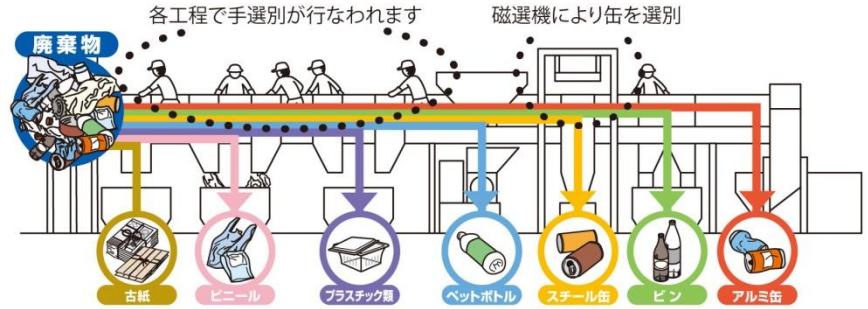 各工程で手選別が行なわれます
磁選機により缶を選別
廃棄物
古紙
ビニール
プラスチック類
ペットボトル
スチール缶
ビン
アルミ缶